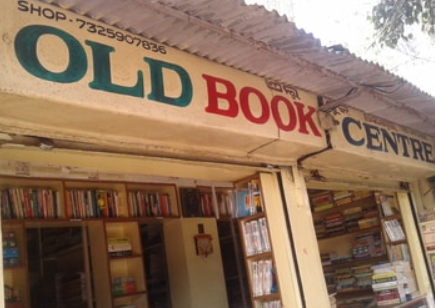 SHOP - 7325907836
OLD BOOK CENTRE